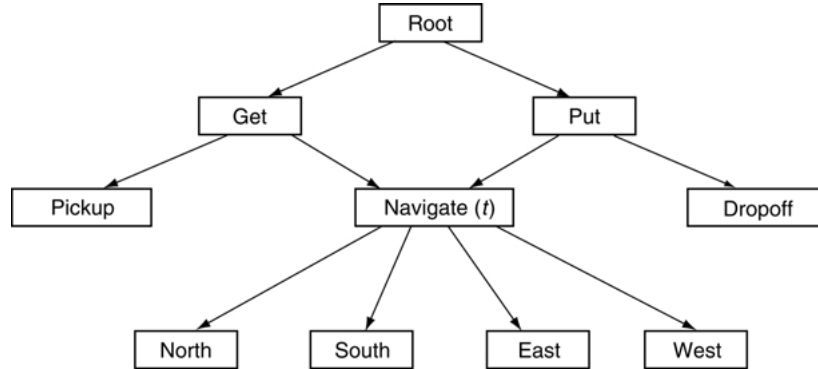 Root
Get
Put
Pickup
Navigate (t)
Dropoff
North
South
East
West